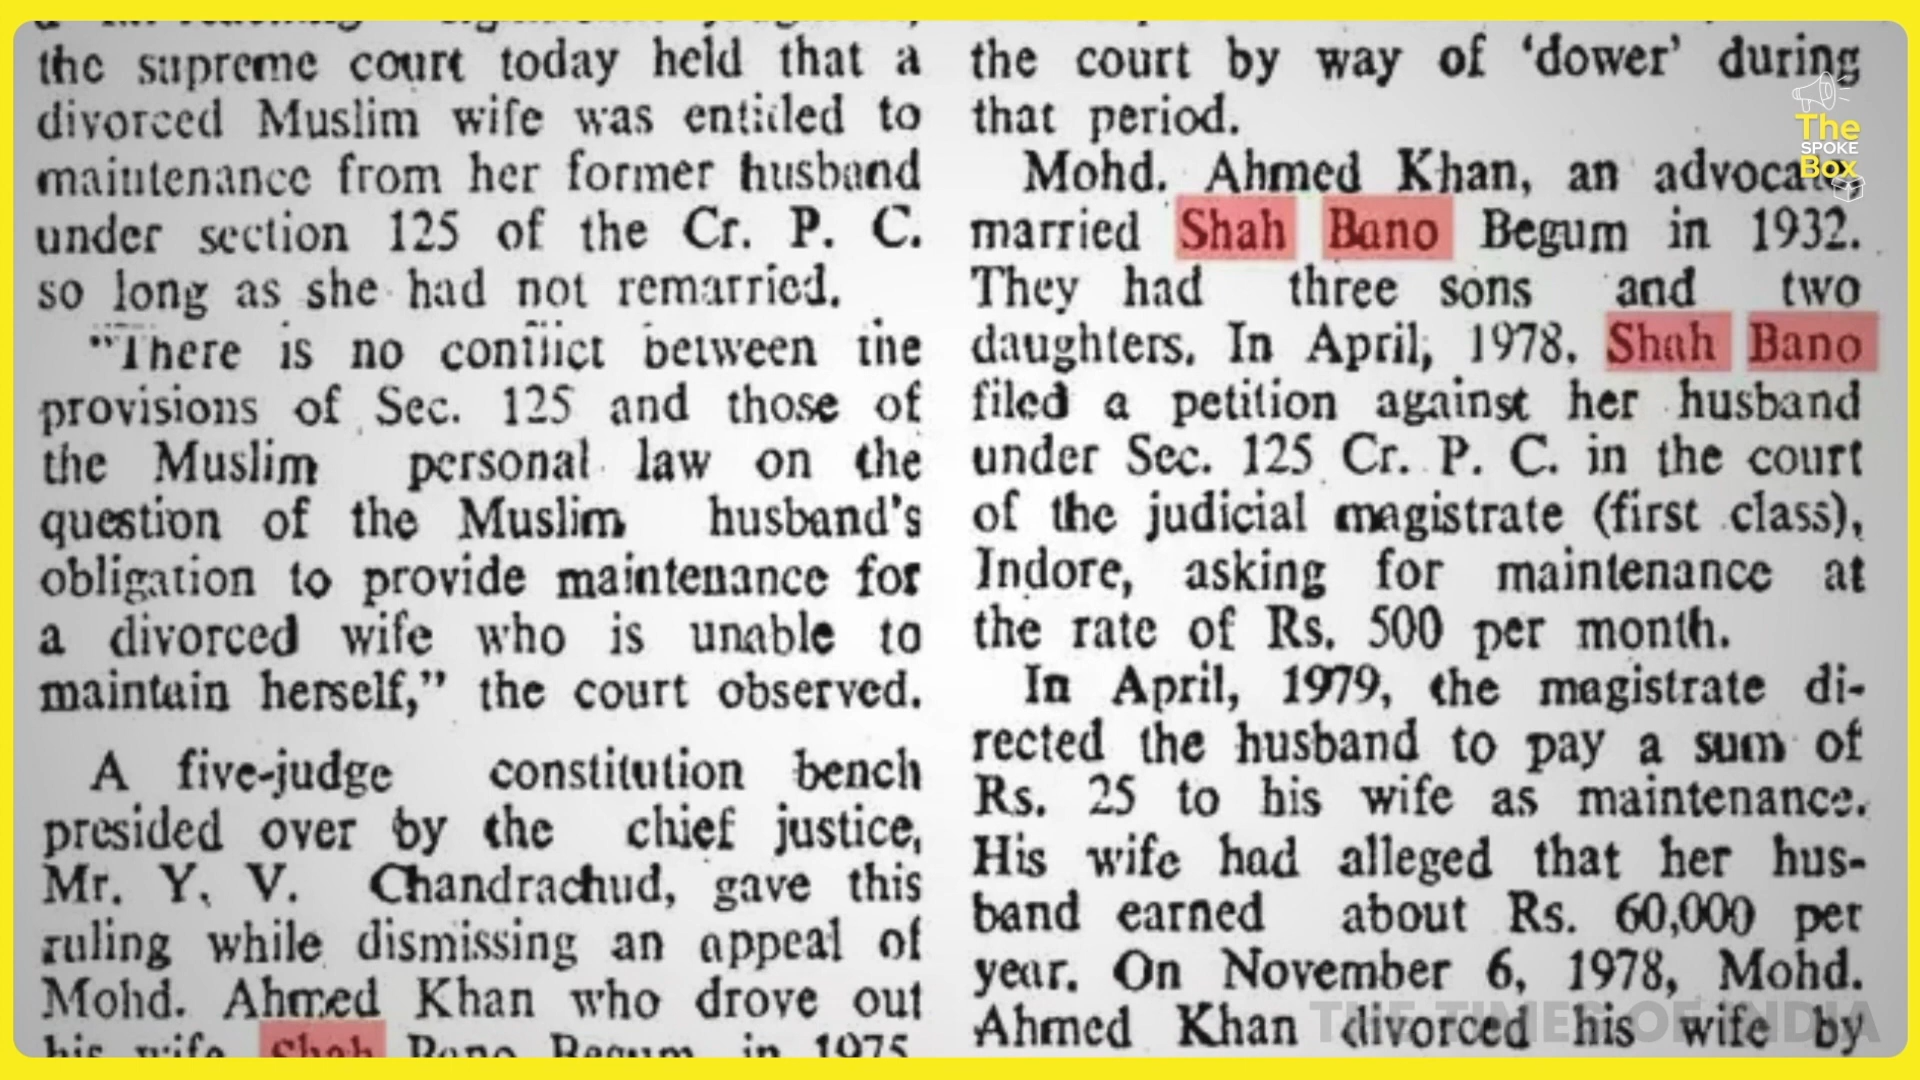 the supreme court today held that a
divorced Muslim wife was entitled to
maintenance from her former husband
under section 125 of the Cr. P. C.
so long as she had not remarried.
"There is no conflict between the
provisions of Sec. 125 and those of
the Muslim personal law on the
question of the Muslim husband's
obligation to provide maintenance for
a divorced wife who is unable to
maintain herself," the court observed.
A five-judge constitution bench
presided over by the chief justice,
Mr. Y. V. Chandrachud, gave this
ruling while dismissing an appeal of
Mohd. Ahmed Khan who drove out
his wife Shah Bano Begum in 1975
the court by way of 'dower' during
that period.
Mohd. Ahmed Khan, an advocate,
married Shah Bano Begum in 1932.
They had three sons and two
daughters. In April, 1978, Shah Bano
filed a petition against her husband
under Sec. 125 Cr. P. C. in the court
of the judicial magistrate (first class),
Indore, asking for maintenance at
the rate of Rs. 500 per month.
In April, 1979, the magistrate di-
rected the husband to pay a sum of
Rs. 25 to his wife as maintenance.
His wife had alleged that her hus-
band earned about Rs. 60,000 per
year. On November 6, 1978, Mohd.
Ahmed Khan divorced his wife by
The
SPOKE
Box
THE TIMES OF INDIA